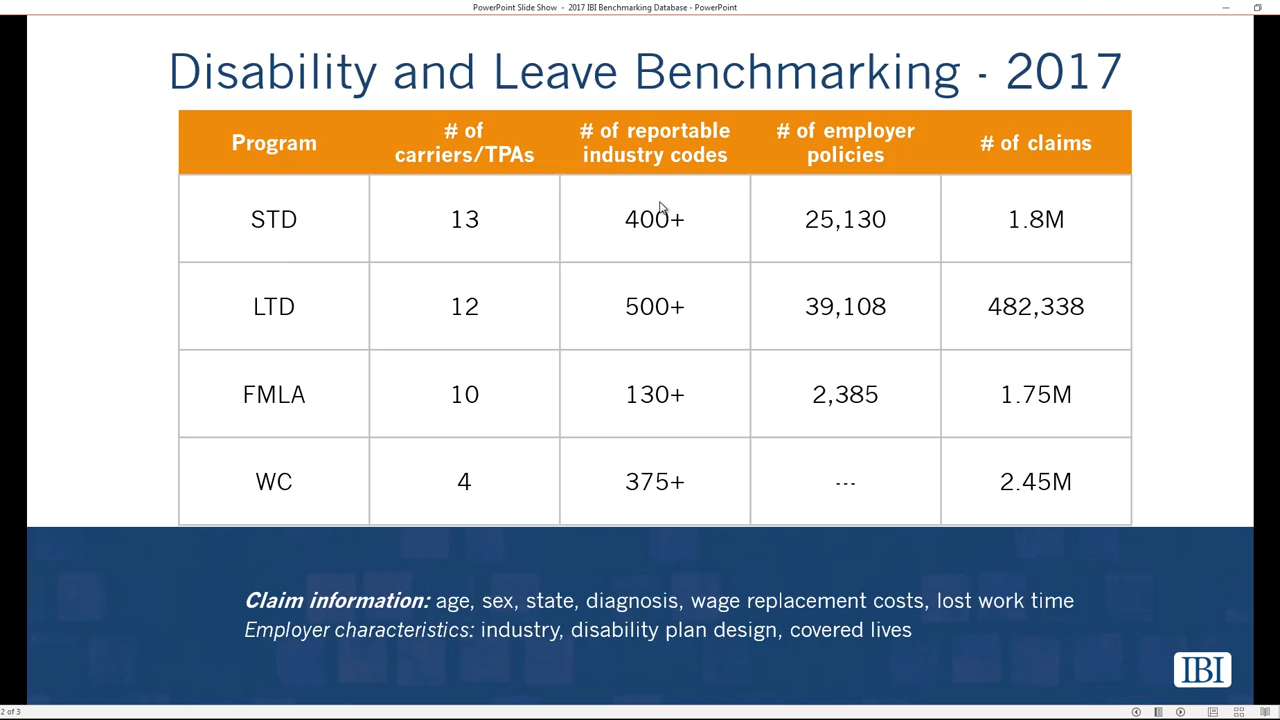 PowerPoint Slide Show - 2017 IBI Benchmarking Database - PowerPoint
Disability and Leave Benchmarking - 2017
Program
# of
carriers/TPAs
# of reportable
industry codes
# of employer
policies
# of claims
STD 13 400+ 25,130 1.8M
LTD 12 500+ 39,108 482,338
FMLA 10 130+ 2,385 1.75M
WC 4 375+ --- 2.45M
Claim information: age, sex, state, diagnosis, wage replacement costs, lost work time
Employer characteristics: industry, disability plan design, covered lives
IBI
2 of 3